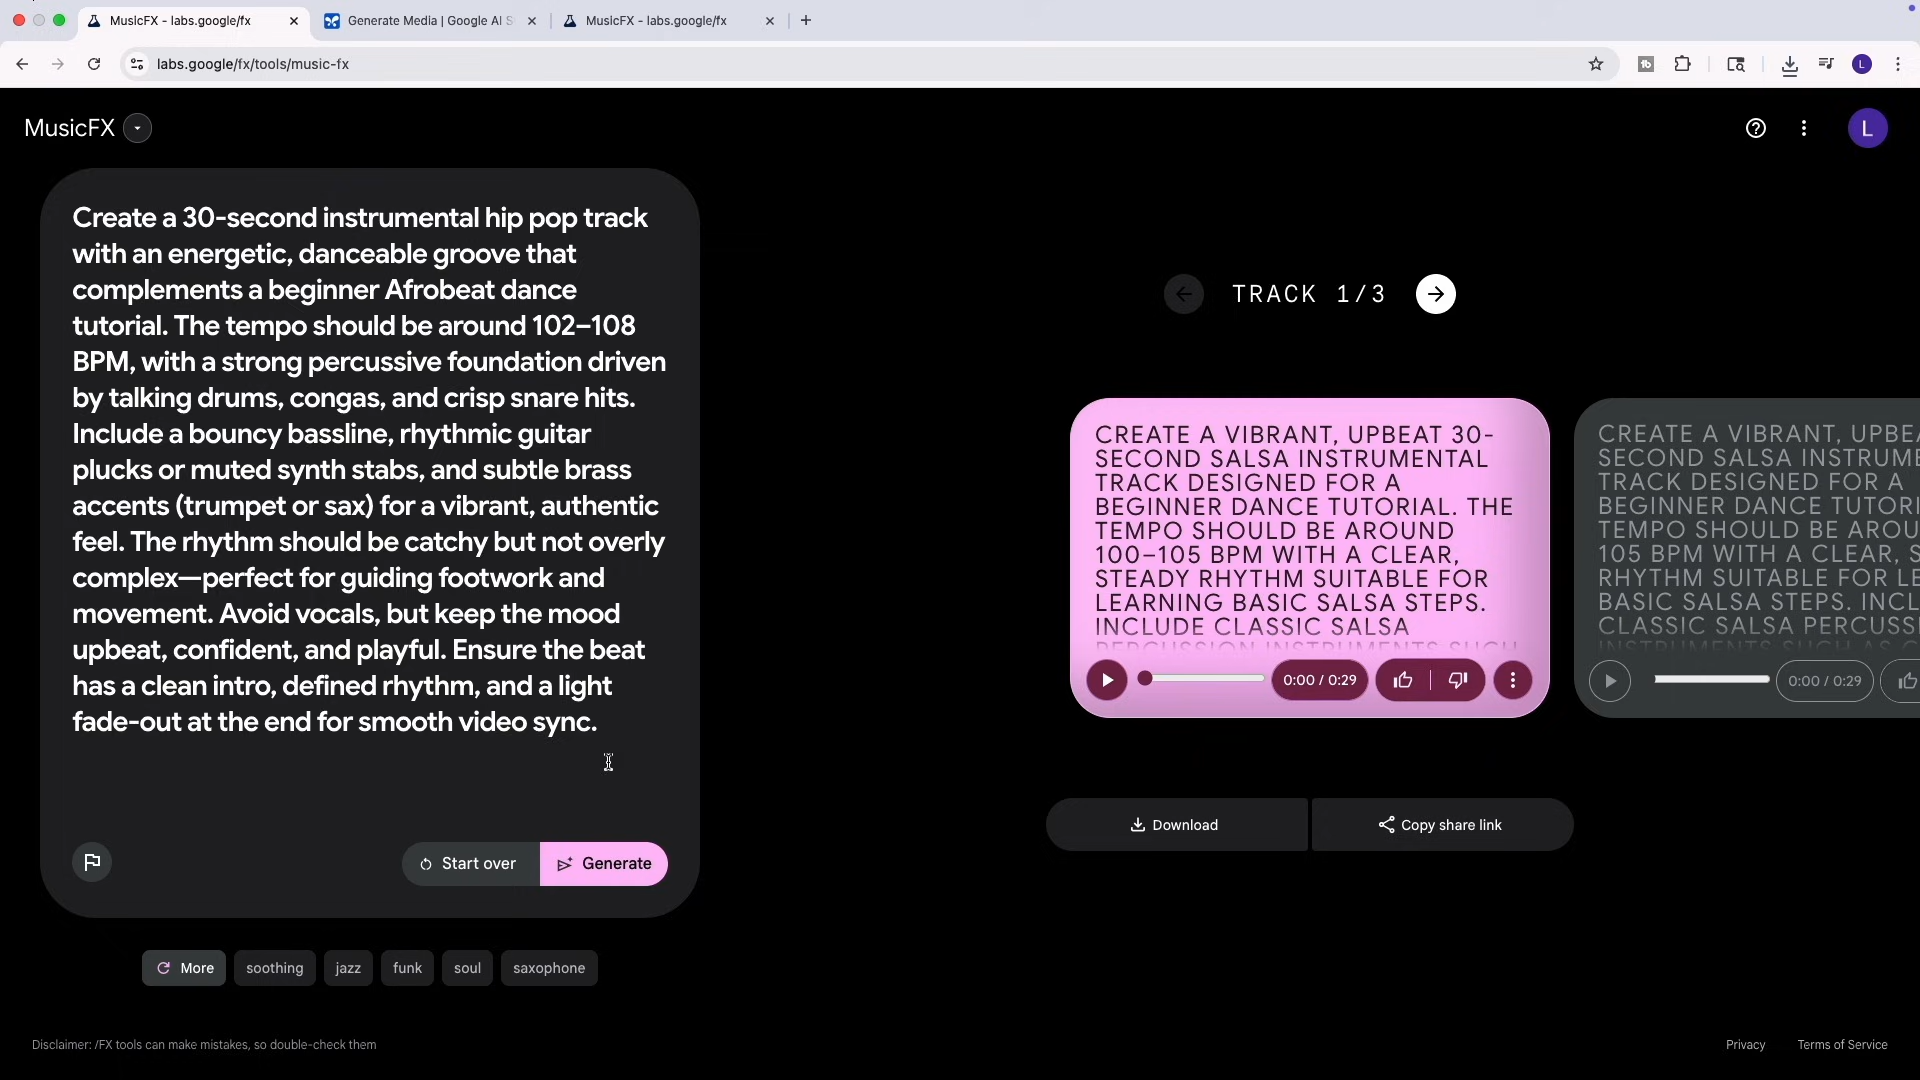 MusicFX - labs.google/fx
Generate Media | Google AI S
MusicFX - labs.google/fx
labs.google/fx/tools/music-fx
L
MusicFX
L
Create a 30-second instrumental hip pop track
with an energetic, danceable groove that
complements a beginner Afrobeat dance
tutorial. The tempo should be around 102–108
BPM, with a strong percussive foundation driven
by talking drums, congas, and crisp snare hits.
Include a bouncy bassline, rhythmic guitar
plucks or muted synth stabs, and subtle brass
accents (trumpet or sax) for a vibrant, authentic
feel. The rhythm should be catchy but not overly
complex—perfect for guiding footwork and
movement. Avoid vocals, but keep the mood
upbeat, confident, and playful. Ensure the beat
has a clean intro, defined rhythm, and a light
fade-out at the end for smooth video sync.
Start over
Generate
More
soothing
jazz
funk
soul
saxophone
TRACK 1/3
CREATE A VIBRANT, UPBEAT 30-
SECOND SALSA INSTRUMENTAL
TRACK DESIGNED FOR A
BEGINNER DANCE TUTORIAL. THE
TEMPO SHOULD BE AROUND
100–105 BPM WITH A CLEAR,
STEADY RHYTHM SUITABLE FOR
LEARNING BASIC SALSA STEPS.
INCLUDE CLASSIC SALSA
PERCUSSION INSTRUMENTS SUCH
0:00 / 0:29
CREATE A VIBRANT, UPBEA
SECOND SALSA INSTRUME
TRACK DESIGNED FOR A
BEGINNER DANCE TUTORI
TEMPO SHOULD BE AROU
105 BPM WITH A CLEAR, S
RHYTHM SUITABLE FOR LE
BASIC SALSA STEPS. INCL
CLASSIC SALSA PERCUSS
0:00 / 0:29
Download
Copy share link
Disclaimer: /FX tools can make mistakes, so double-check them
Privacy
Terms of Service